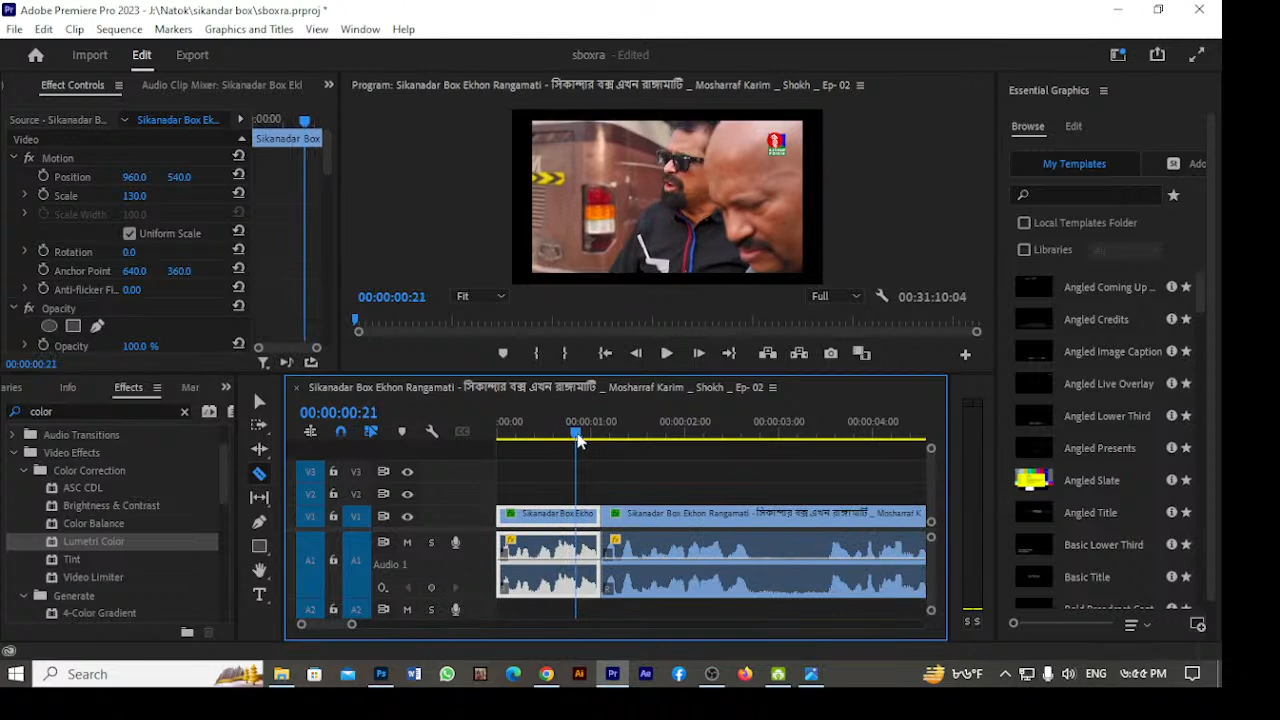 Adobe Premiere Pro 2023 - J:\Natok\sikandar box\sboxra.prproj *
File Edit Clip Sequence Markers Graphics and Titles View Window Help
Import Edit Export
sboxra - Edited
Effect Controls Audio Clip Mixer: Sikanadar Box Ekl
Program: Sikanadar Box Ekhon Rangamati - সিকান্দার বক্স এখন রাঙ্গামাটি _ Mosharraf Karim _ Shokh _ Ep- 02
Essential Graphics
Source - Sikanadar B... Sikanadar Box Ek... :00:00
Browse Edit
Video Sikanadar Box
Motion
My Templates St Ado
Position 960.0 540.0
Scale 130.0
Scale Width 100.0
Uniform Scale
Local Templates Folder
Rotation 0.0
Libraries All
Anchor Point 640.0 360.0
Anti-flicker Fi... 0.00
Angled Coming Up ...
00:00:00:21 Fit Full 00:31:10:04
Opacity
Angled Credits
Opacity 100.0 %
Angled Image Caption
00:00:00:21
aries Info Effects Mar
Sikanadar Box Ekhon Rangamati - সিকান্দার বক্স এখন রাঙ্গামাটি _ Mosharraf Karim _ Shokh _ Ep- 02
Angled Live Overlay
color
00:00:00:21
Angled Lower Third
:00:00 00:00:01:00 00:00:02:00 00:00:03:00 00:00:04:00
Audio Transitions
Video Effects
Angled Presents
Color Correction
V3 V3
Angled Slate
ASC CDL
V2 V2
Brightness & Contrast
V1 V1 V1
Sikanadar Box Ekho Sikanadar Box Ekhon Rangamati - সিকান্দার বক্স এখন রাঙ্গামাটি _ Mosharraf K
Angled Title
Color Balance
Lumetri Color
M S
Basic Lower Third
Tint
A1 A1 Audio 1
Video Limiter
Basic Title
Generate
4-Color Gradient
A2 A2 M S
S S
Search
ENG ৬:৫৫ PM